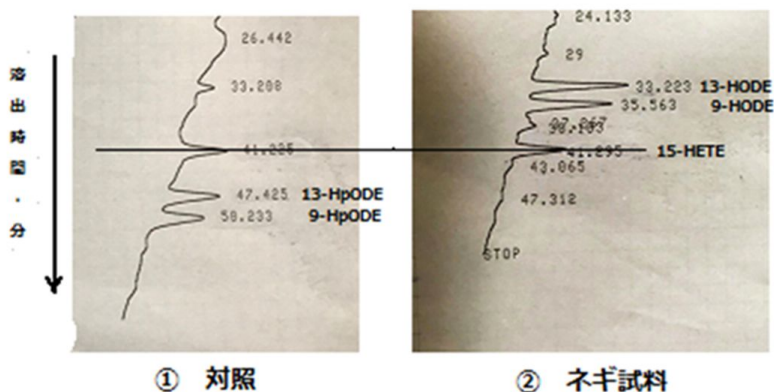 溶出時間・分
26.442
33.208
47.425 13-HpODE
50.233 9-HpODE
① 対照
24.133
29
33.223 13-HODE
35.563 9-HODE
41.295 15-HETE
43.065
47.312
STOP
② ネギ試料